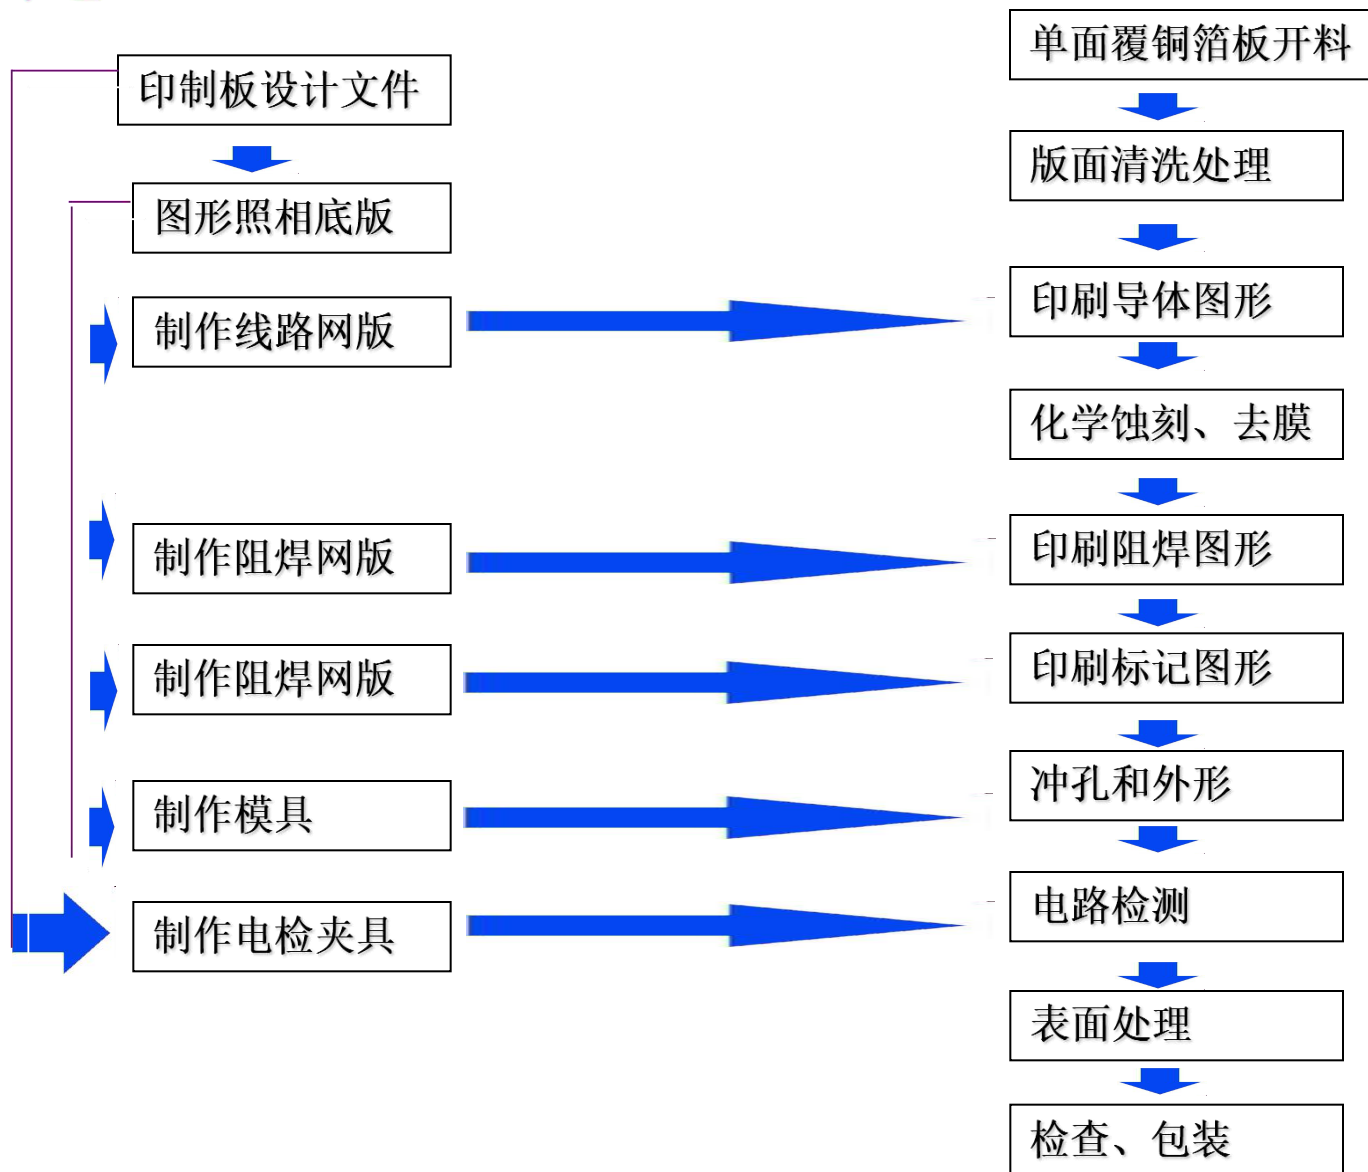 印制板设计文件
图形照相底版
制作线路网版
制作阻焊网版
制作阻焊网版
制作模具
制作电检夹具
单面覆铜箔板开料
版面清洗处理
印刷导体图形
化学蚀刻、去膜
印刷阻焊图形
印刷标记图形
冲孔和外形
电路检测
表面处理
检查、包装